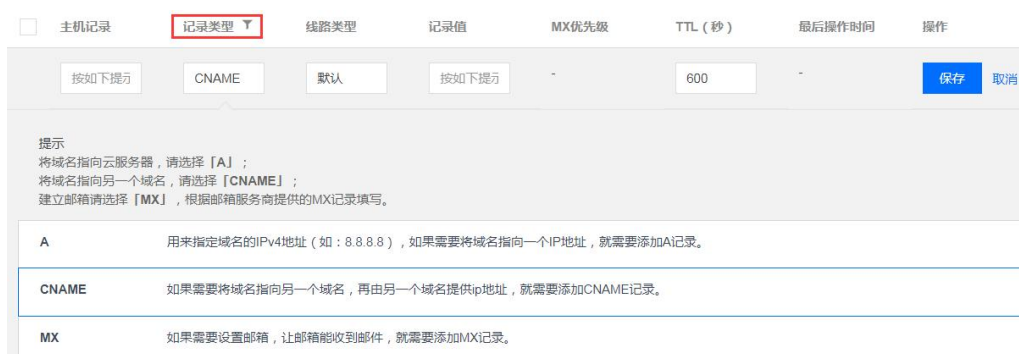 主机记录 记录类型 线路类型 记录值 MX优先级 TTL（秒） 最后操作时间 操作
按如下提示 CNAME 默认 按如下提示 - 600 - 保存 取消
提示
将域名指向云服务器，请选择「A」；
将域名指向另一个域名，请选择「CNAME」；
建立邮箱请选择「MX」，根据邮箱服务商提供的MX记录填写。
A 用来指定域名的IPv4地址（如：8.8.8.8），如果需要将域名指向一个IP地址，就需要添加A记录。
CNAME 如果需要将域名指向另一个域名，再由另一个域名提供ip地址，就需要添加CNAME记录。
MX 如果需要设置邮箱，让邮箱能收到邮件，就需要添加MX记录。